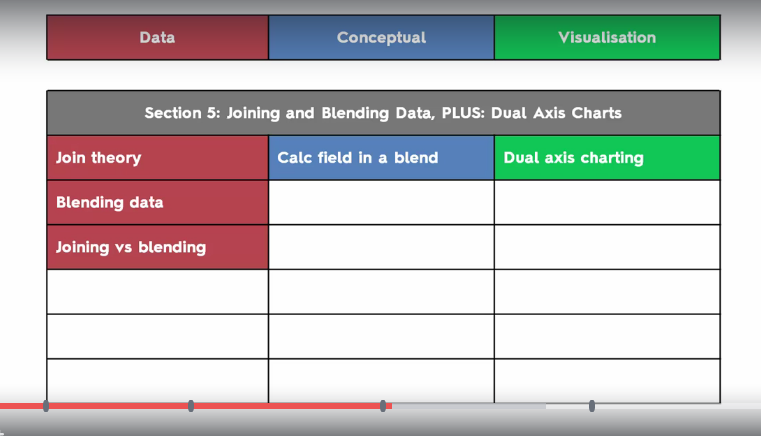 Data Conceptual Visualisation
Section 5: Joining and Blending Data, PLUS: Dual Axis Charts
Join theory Calc field in a blend Dual axis charting
Blending data
Joining vs blending